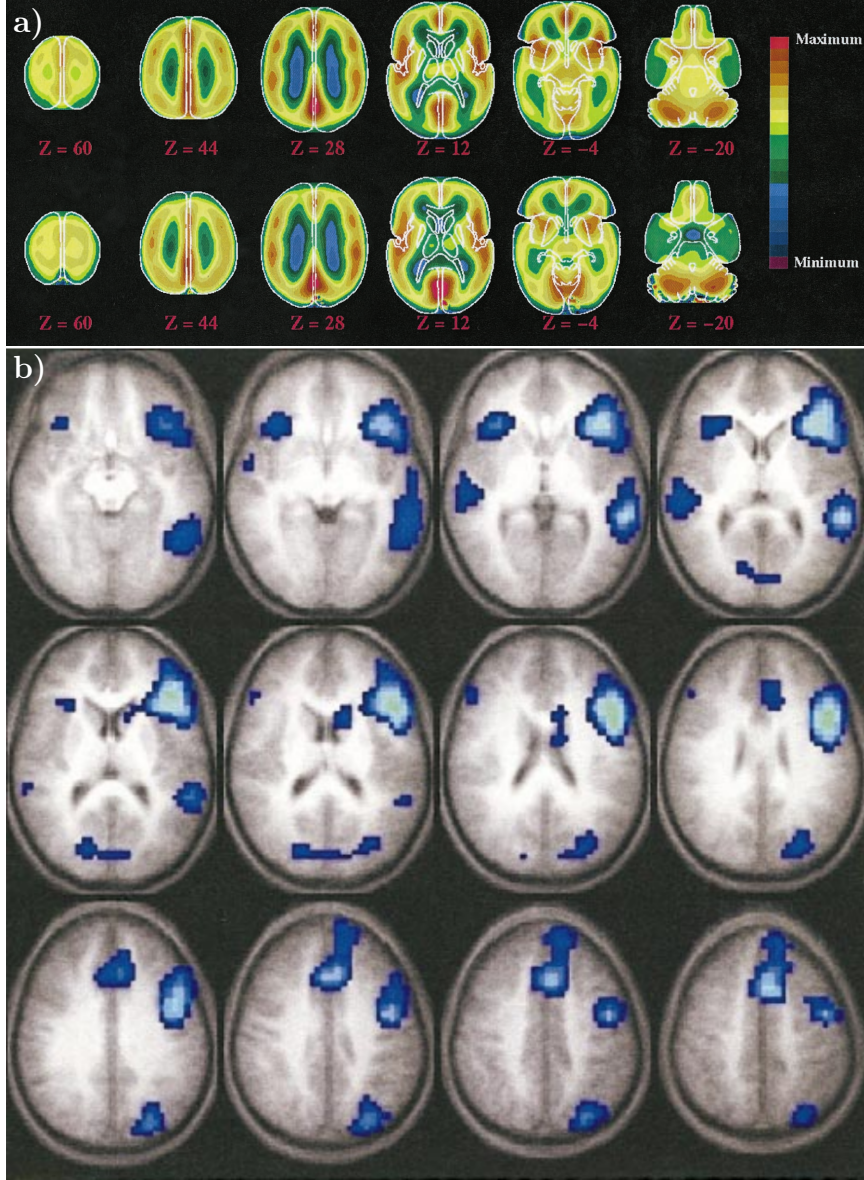 a)
Maximum
Z = 60 Z = 44 Z = 28 Z = 12 Z = −4 Z = −20
Minimum
Z = 60 Z = 44 Z = 28 Z = 12 Z = −4 Z = −20
b)